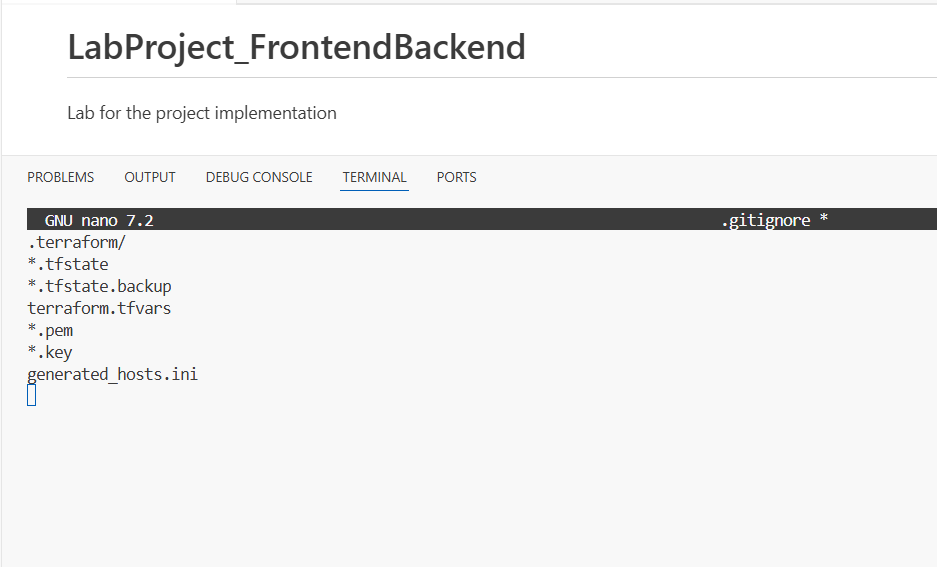 LabProject_FrontendBackend
Lab for the project implementation
PROBLEMS OUTPUT DEBUG CONSOLE TERMINAL PORTS
GNU nano 7.2 .gitignore *
.terraform/
*.tfstate
*.tfstate.backup
terraform.tfvars
*.pem
*.key
generated_hosts.ini